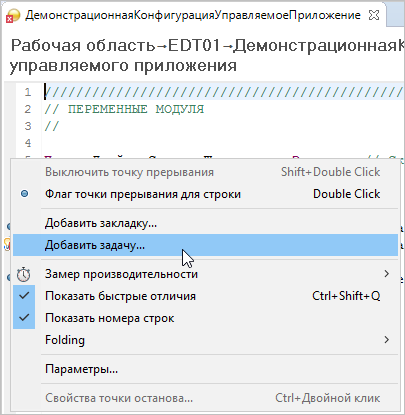 ДемонстрационнаяКонфигурацияУправляемоеПриложение
Рабочая область→EDT01→Демонстрационная
управляемого приложения
1 ////////////////////////////////////////////////
2 // ПЕРЕМЕННЫЕ МОДУЛЯ
3 //
4
Выключить точку прерывания Shift+Double Click
Флаг точки прерывания для строки Double Click
Добавить закладку...
Добавить задачу...
Замер производительности
Показать быстрые отличия Ctrl+Shift+Q
Показать номера строк
Folding
Параметры...
Свойства точки останова... Ctrl+Двойной клик